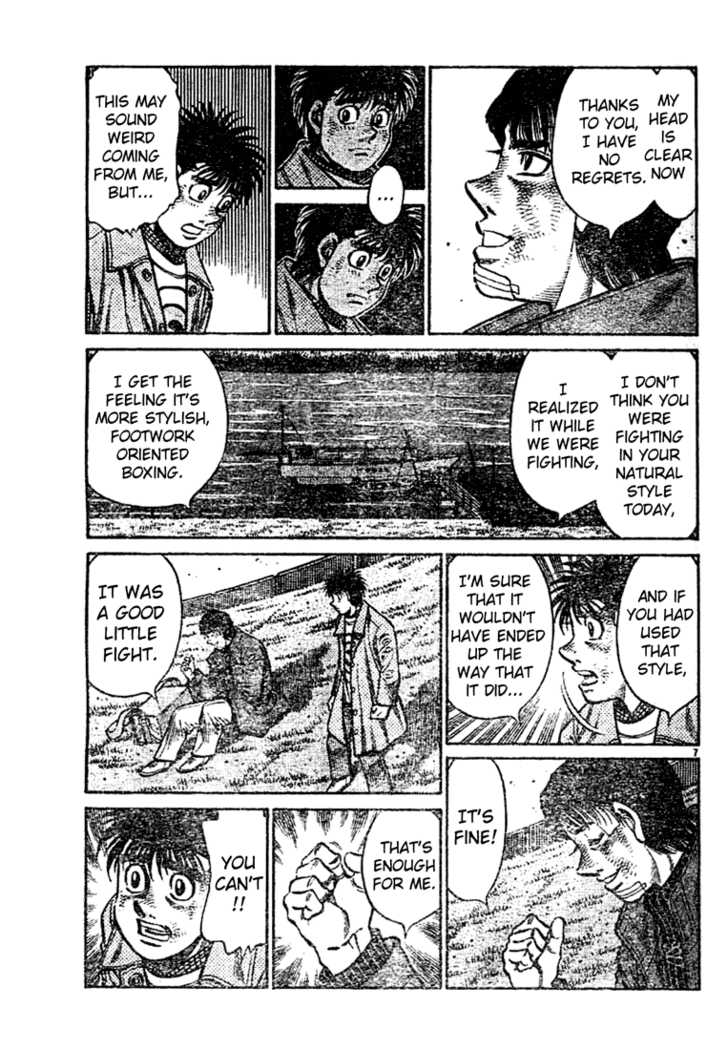 MY
HEAD
IS
CLEAR
NOW
THANKS
TO YOU,
I HAVE
NO
REGRETS.
...
THIS MAY
SOUND
WEIRD
COMING
FROM ME,
BUT...
I DON'T
THINK YOU
WERE
FIGHTING
IN YOUR
NATURAL
STYLE
TODAY,
I
REALIZED
IT WHILE
WE WERE
FIGHTING,
I GET THE
FEELING IT'S
MORE STYLISH,
FOOTWORK
ORIENTED
BOXING.
AND IF
YOU HAD
USED
THAT
STYLE,
I'M SURE
THAT IT
WOULDN'T
HAVE ENDED
UP THE
WAY THAT
IT DID...
IT WAS
A GOOD
LITTLE
FIGHT.
7
IT'S
FINE!
THAT'S
ENOUGH
FOR ME.
YOU
CAN'T
!!